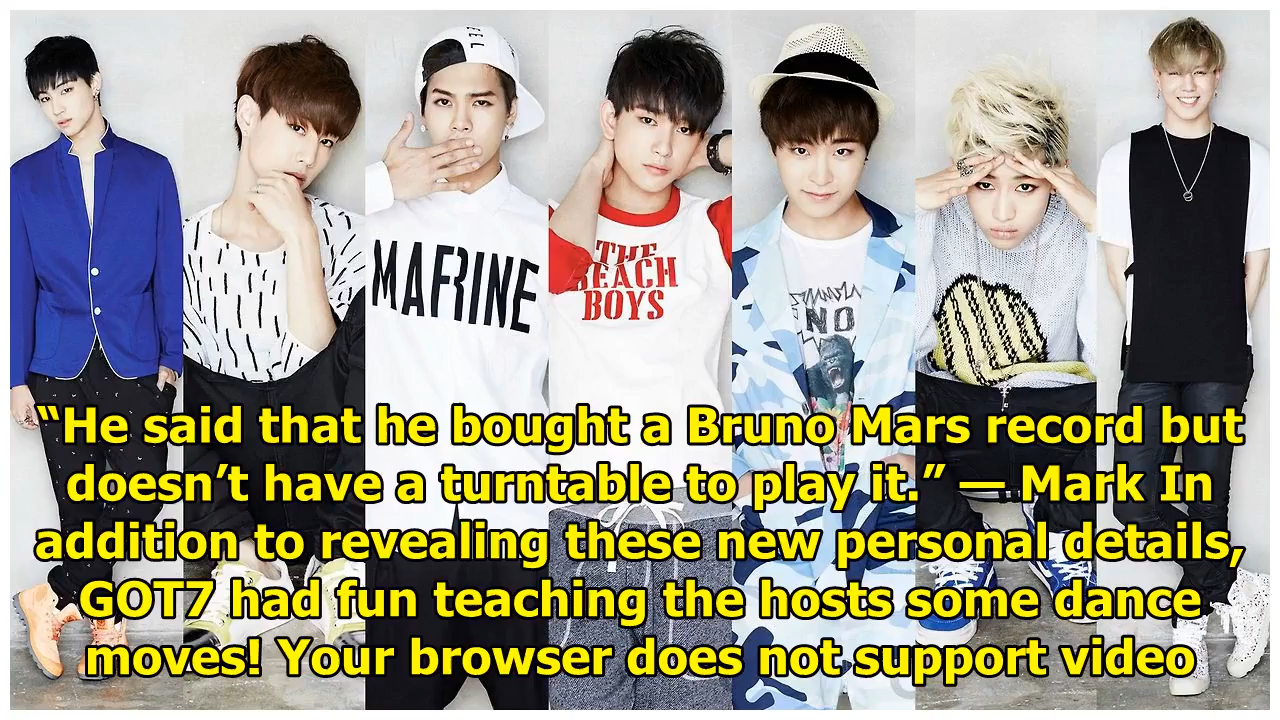 ZEL
MAFINE
THE
BEACH
BOYS
NO
“He said that he bought a Bruno Mars record but
doesn’t have a turntable to play it.” — Mark In
addition to revealing these new personal details,
GOT7 had fun teaching the hosts some dance
moves! Your browser does not support video